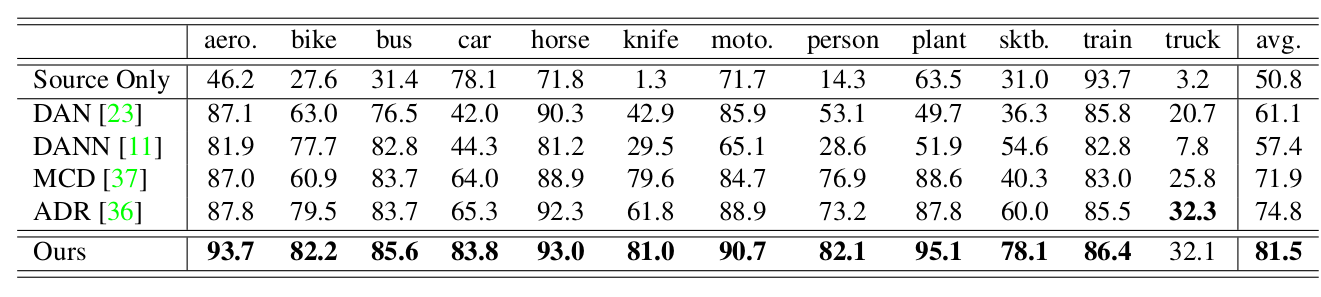 aero. bike bus car horse knife moto. person plant sktb. train truck avg.
Source Only 46.2 27.6 31.4 78.1 71.8 1.3 71.7 14.3 63.5 31.0 93.7 3.2 50.8
DAN [23] 87.1 63.0 76.5 42.0 90.3 42.9 85.9 53.1 49.7 36.3 85.8 20.7 61.1
DANN [11] 81.9 77.7 82.8 44.3 81.2 29.5 65.1 28.6 51.9 54.6 82.8 7.8 57.4
MCD [37] 87.0 60.9 83.7 64.0 88.9 79.6 84.7 76.9 88.6 40.3 83.0 25.8 71.9
ADR [36] 87.8 79.5 83.7 65.3 92.3 61.8 88.9 73.2 87.8 60.0 85.5 32.3 74.8
Ours 93.7 82.2 85.6 83.8 93.0 81.0 90.7 82.1 95.1 78.1 86.4 32.1 81.5